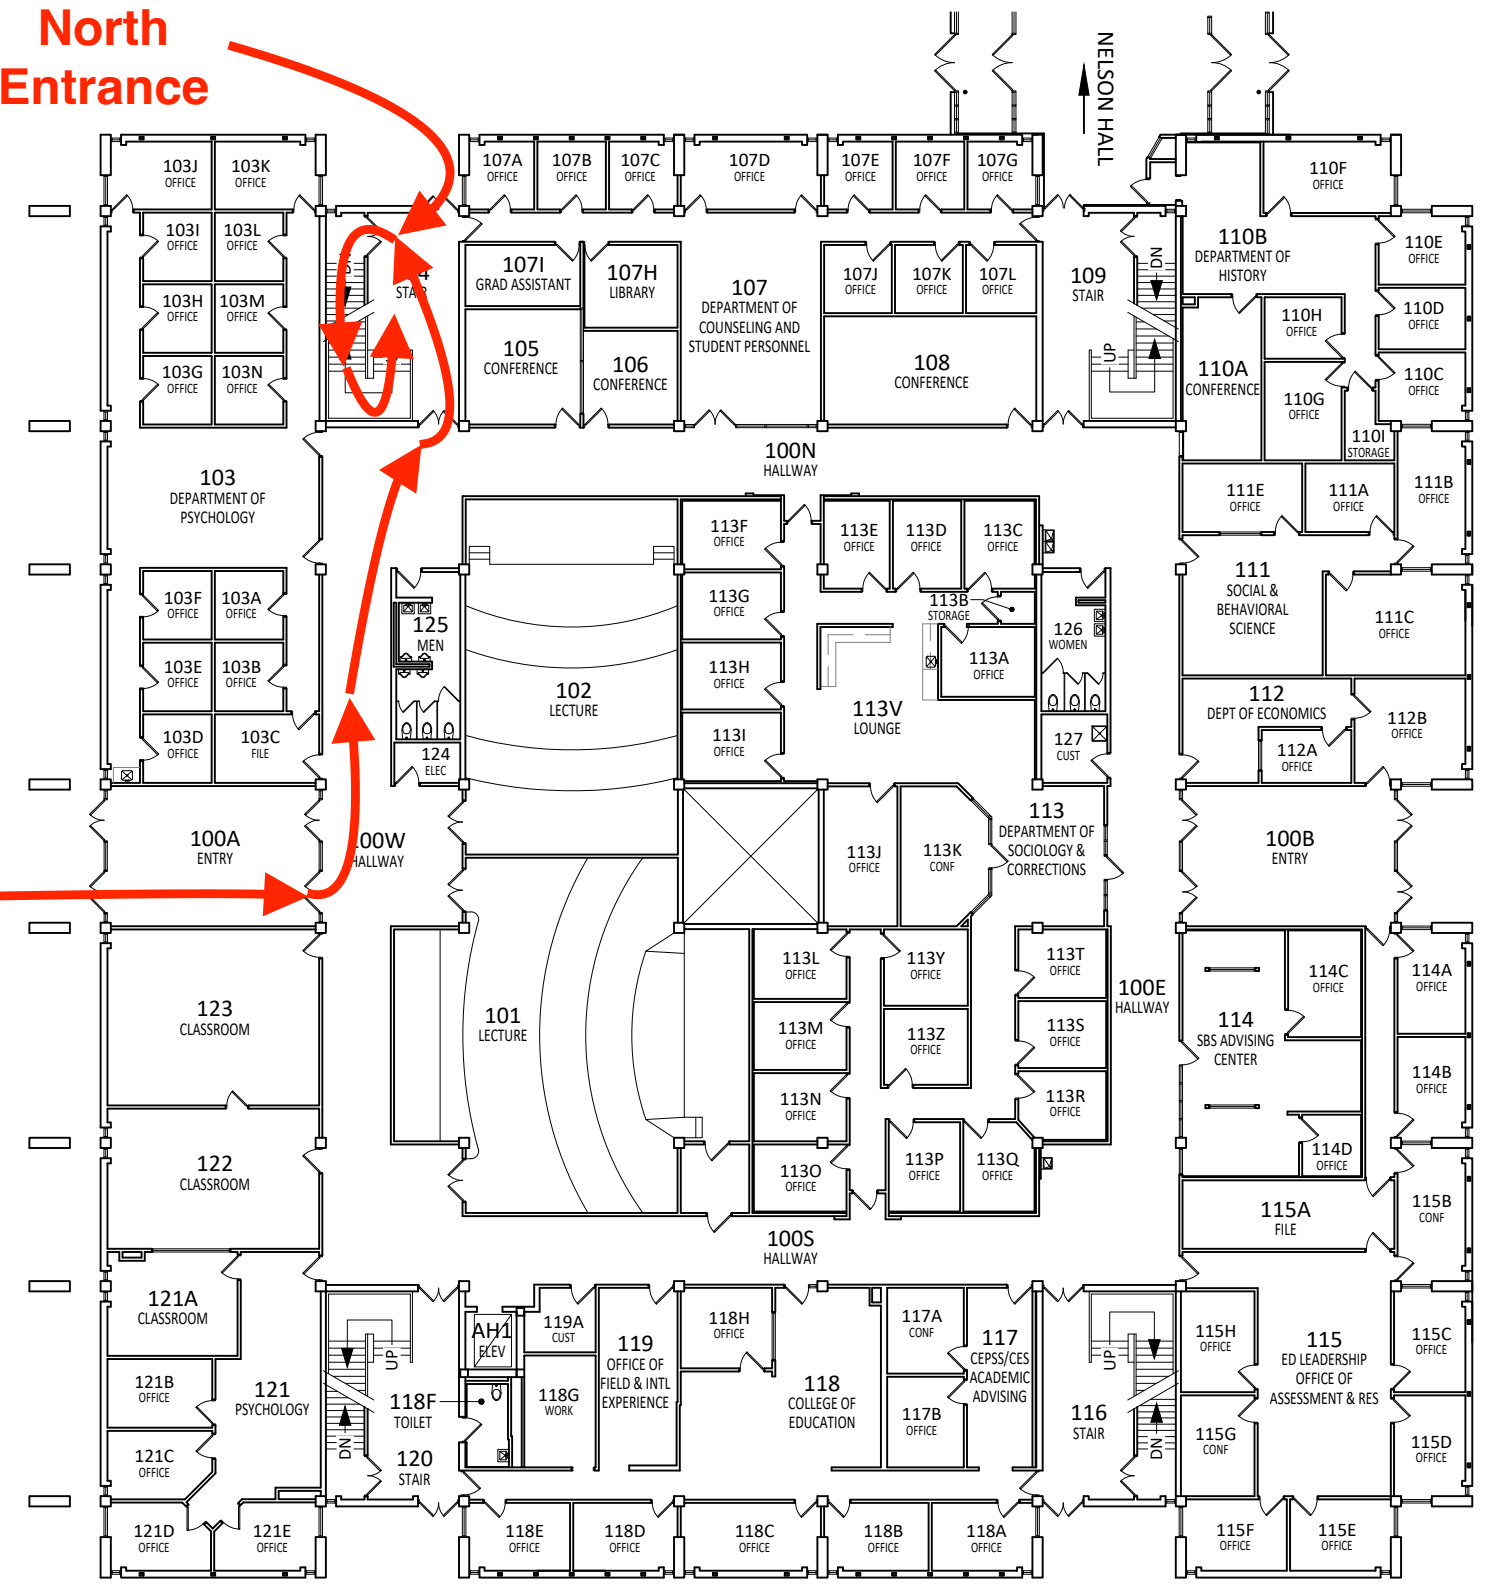 North
Entrance
NELSON HALL
103J
OFFICE
103K
OFFICE
107A
OFFICE
107B
OFFICE
107C
OFFICE
107D
OFFICE
107E
OFFICE
107F
OFFICE
107G
OFFICE
110F
OFFICE
103I
OFFICE
103L
OFFICE
103H
OFFICE
103M
OFFICE
103G
OFFICE
103N
OFFICE
DN
STAIR
107I
GRAD ASSISTANT
107H
LIBRARY
107
DEPARTMENT OF
COUNSELING AND
STUDENT PERSONNEL
107J
OFFICE
107K
OFFICE
107L
OFFICE
109
STAIR
DN
UP
110B
DEPARTMENT OF
HISTORY
110E
OFFICE
110D
OFFICE
110H
OFFICE
110A
CONFERENCE
110C
OFFICE
110G
OFFICE
110I
STORAGE
105
CONFERENCE
106
CONFERENCE
108
CONFERENCE
100N
HALLWAY
103
DEPARTMENT OF
PSYCHOLOGY
111E
OFFICE
111A
OFFICE
111B
OFFICE
113F
OFFICE
113E
OFFICE
113D
OFFICE
113C
OFFICE
111
SOCIAL &
BEHAVIORAL
SCIENCE
111C
OFFICE
103F
OFFICE
103A
OFFICE
103E
OFFICE
103B
OFFICE
103D
OFFICE
103C
FILE
125
MEN
124
ELEC
102
LECTURE
113G
OFFICE
113H
OFFICE
113I
OFFICE
113B
STORAGE
113A
OFFICE
113V
LOUNGE
126
WOMEN
127
CUST
112
DEPT OF ECONOMICS
112A
OFFICE
112B
OFFICE
100A
ENTRY
100W
HALLWAY
113J
OFFICE
113K
CONF
113
DEPARTMENT OF
SOCIOLOGY &
CORRECTIONS
100B
ENTRY
123
CLASSROOM
101
LECTURE
113L
OFFICE
113Y
OFFICE
113T
OFFICE
113M
OFFICE
113Z
OFFICE
113S
OFFICE
113N
OFFICE
113R
OFFICE
113O
OFFICE
113P
OFFICE
113Q
OFFICE
100E
HALLWAY
114
SBS ADVISING
CENTER
114C
OFFICE
114A
OFFICE
114B
OFFICE
114D
OFFICE
122
CLASSROOM
115A
FILE
115B
CONF
100S
HALLWAY
121A
CLASSROOM
121B
OFFICE
121
PSYCHOLOGY
121C
OFFICE
121D
OFFICE
121E
OFFICE
UP
DN
118F
TOILET
120
STAIR
AH1
ELEV
119A
CUST
119
OFFICE OF
FIELD & INTL
EXPERIENCE
118G
WORK
118H
OFFICE
118
COLLEGE OF
EDUCATION
117A
CONF
117
CEPSS/CES
ACADEMIC
ADVISING
117B
OFFICE
116
STAIR
UP
DN
115H
OFFICE
115
ED LEADERSHIP
OFFICE OF
ASSESSMENT & RES
115C
OFFICE
115G
CONF
115D
OFFICE
118E
OFFICE
118D
OFFICE
118C
OFFICE
118B
OFFICE
118A
OFFICE
115F
OFFICE
115E
OFFICE